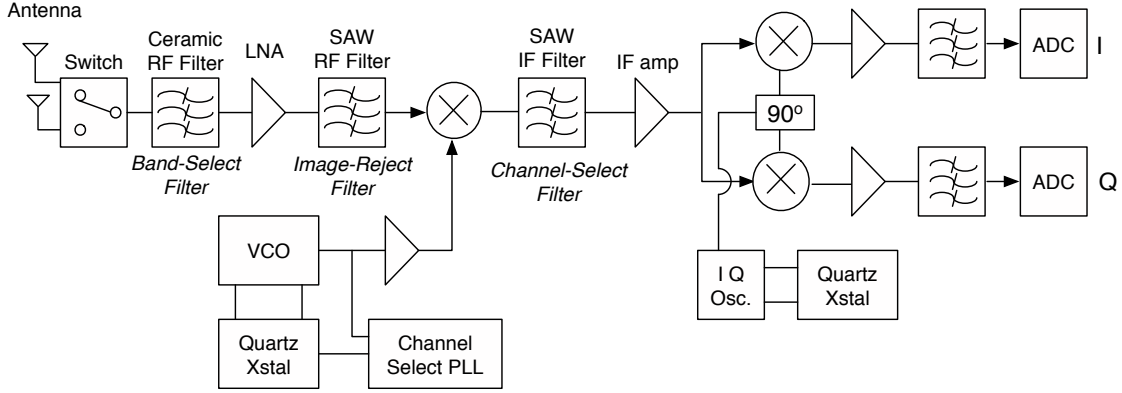 Antenna
Switch
Ceramic
RF Filter
Band-Select
Filter
LNA
SAW
RF Filter
Image-Reject
Filter
SAW
IF Filter
Channel-Select
Filter
IF amp
90º
ADC
I
ADC
Q
VCO
Quartz
Xstal
Channel
Select PLL
I Q
Osc.
Quartz
Xstal